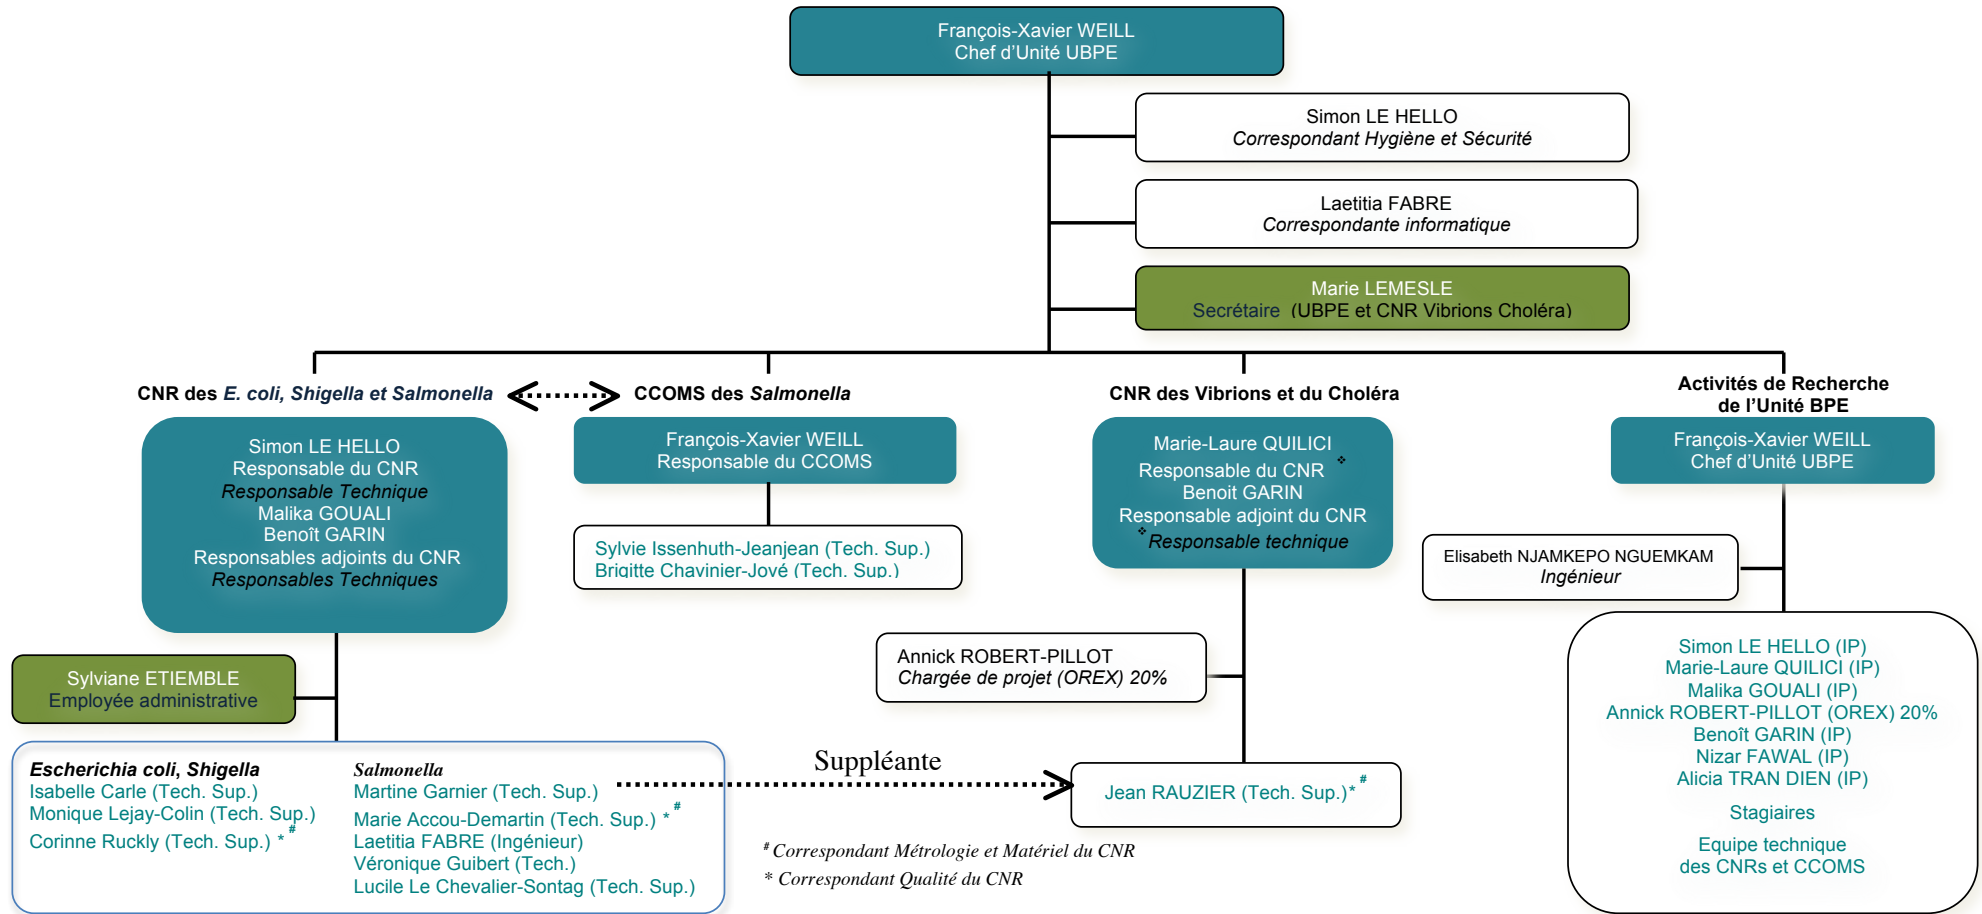 François-Xavier WEILL
Chef d’Unité UBPE
Simon LE HELLO
Correspondant Hygiène et Sécurité
Laetitia FABRE
Correspondante informatique
Marie LEMESLE
Secrétaire (UBPE et CNR Vibrions Choléra)
CNR des E. coli, Shigella et Salmonella
Simon LE HELLO
Responsable du CNR
Responsable Technique
Malika GOUALI
Benoît GARIN
Responsables adjoints du CNR
Responsables Techniques
Sylviane ETIEMBLE
Employée administrative
Escherichia coli, Shigella
Isabelle Carle (Tech. Sup.)
Monique Lejay-Colin (Tech. Sup.)
Corinne Ruckly (Tech. Sup.) * #
Salmonella
Martine Garnier (Tech. Sup.)
Marie Accou-Demartin (Tech. Sup.) * #
Laetitia FABRE (Ingénieur)
Véronique Guibert (Tech.)
Lucile Le Chevalier-Sontag (Tech. Sup.)
CCOMS des Salmonella
François-Xavier WEILL
Responsable du CCOMS
Sylvie Issenhuth-Jeanjean (Tech. Sup.)
Brigitte Chavinier-Jové (Tech. Sup.)
CNR des Vibrions et du Choléra
Marie-Laure QUILICI
Responsable du CNR ❖
Benoit GARIN
Responsable adjoint du CNR
❖ Responsable technique
Annick ROBERT-PILLOT
Chargée de projet (OREX) 20%
Suppléante
Jean RAUZIER (Tech. Sup.)* #
# Correspondant Métrologie et Matériel du CNR
* Correspondant Qualité du CNR
Activités de Recherche
de l’Unité BPE
François-Xavier WEILL
Chef d’Unité UBPE
Elisabeth NJAMKEPO NGUEMKAM
Ingénieur
Simon LE HELLO (IP)
Marie-Laure QUILICI (IP)
Malika GOUALI (IP)
Annick ROBERT-PILLOT (OREX) 20%
Benoît GARIN (IP)
Nizar FAWAL (IP)
Alicia TRAN DIEN (IP)
Stagiaires
Equipe technique
des CNRs et CCOMS